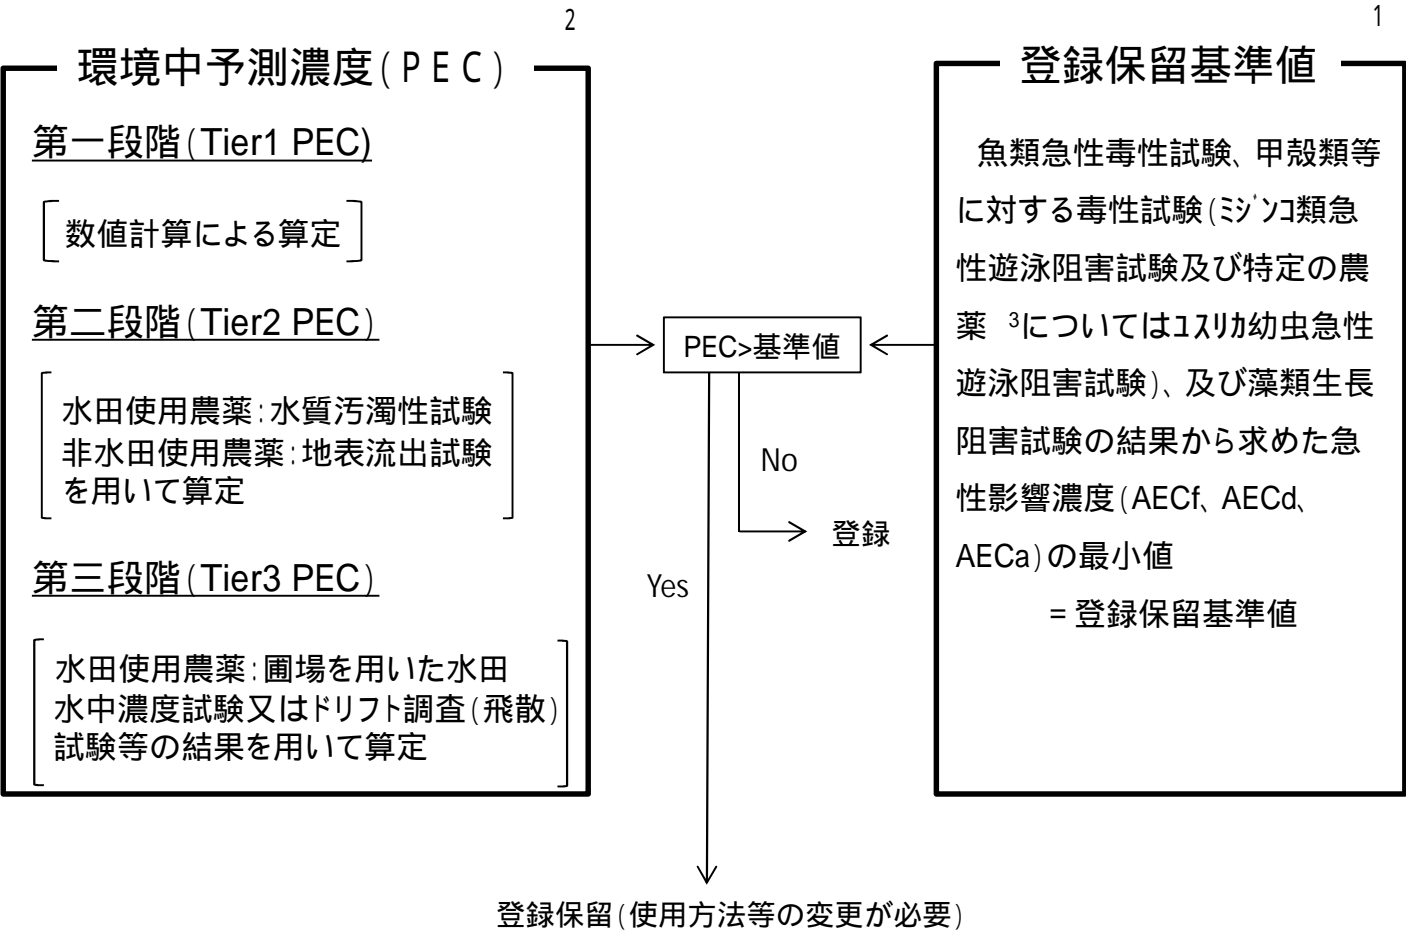 2
環境中予測濃度(PEC)
第一段階(Tier1 PEC)
数値計算による算定
第二段階(Tier2 PEC)
水田使用農薬:水質汚濁性試験
非水田使用農薬:地表流出試験
を用いて算定
第三段階(Tier3 PEC)
水田使用農薬:圃場を用いた水田
水中濃度試験又はドリフト調査(飛散)
試験等の結果を用いて算定
PEC>基準値
No
登録
Yes
登録保留(使用方法等の変更が必要)
1
登録保留基準値
魚類急性毒性試験、甲殻類等
に対する毒性試験(ミジンコ類急
性遊泳阻害試験及び特定の農
薬 3についてはユスリカ幼虫急性
遊泳阻害試験)、及び藻類生長
阻害試験の結果から求めた急
性影響濃度(AECf、AECd、
AECa)の最小値
=登録保留基準値